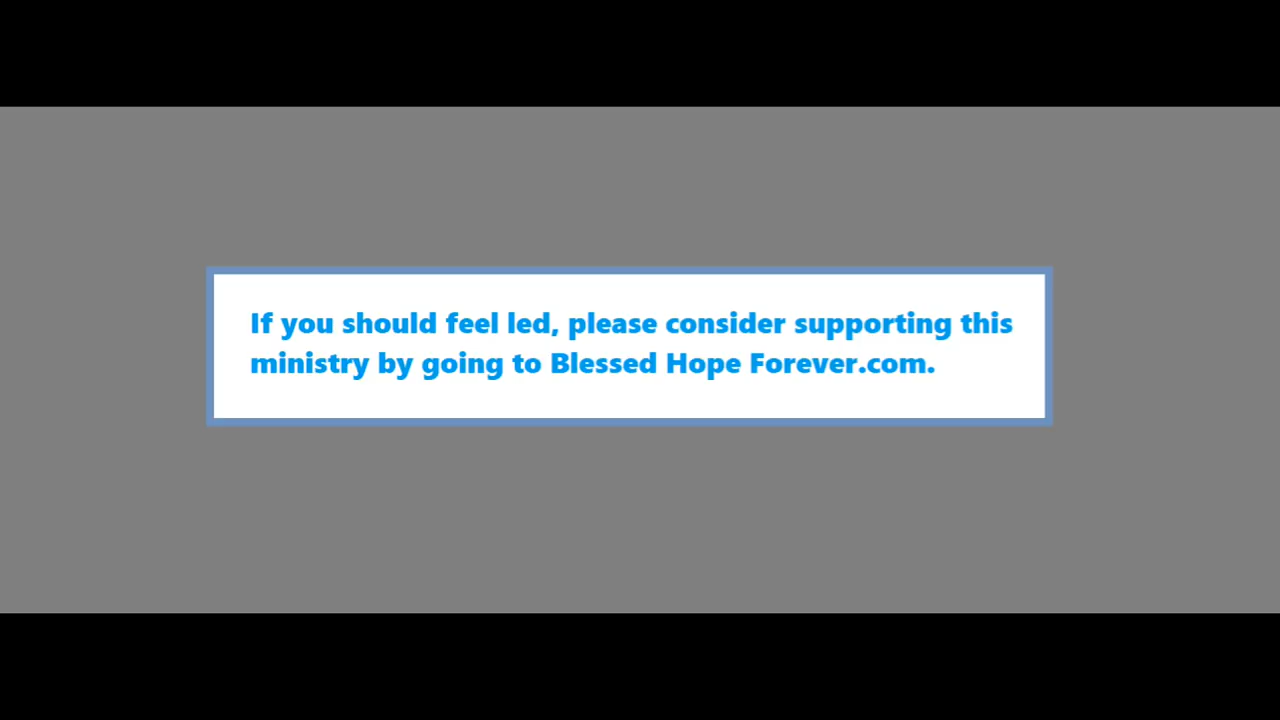 If you should feel led, please consider supporting this
ministry by going to Blessed Hope Forever.com.